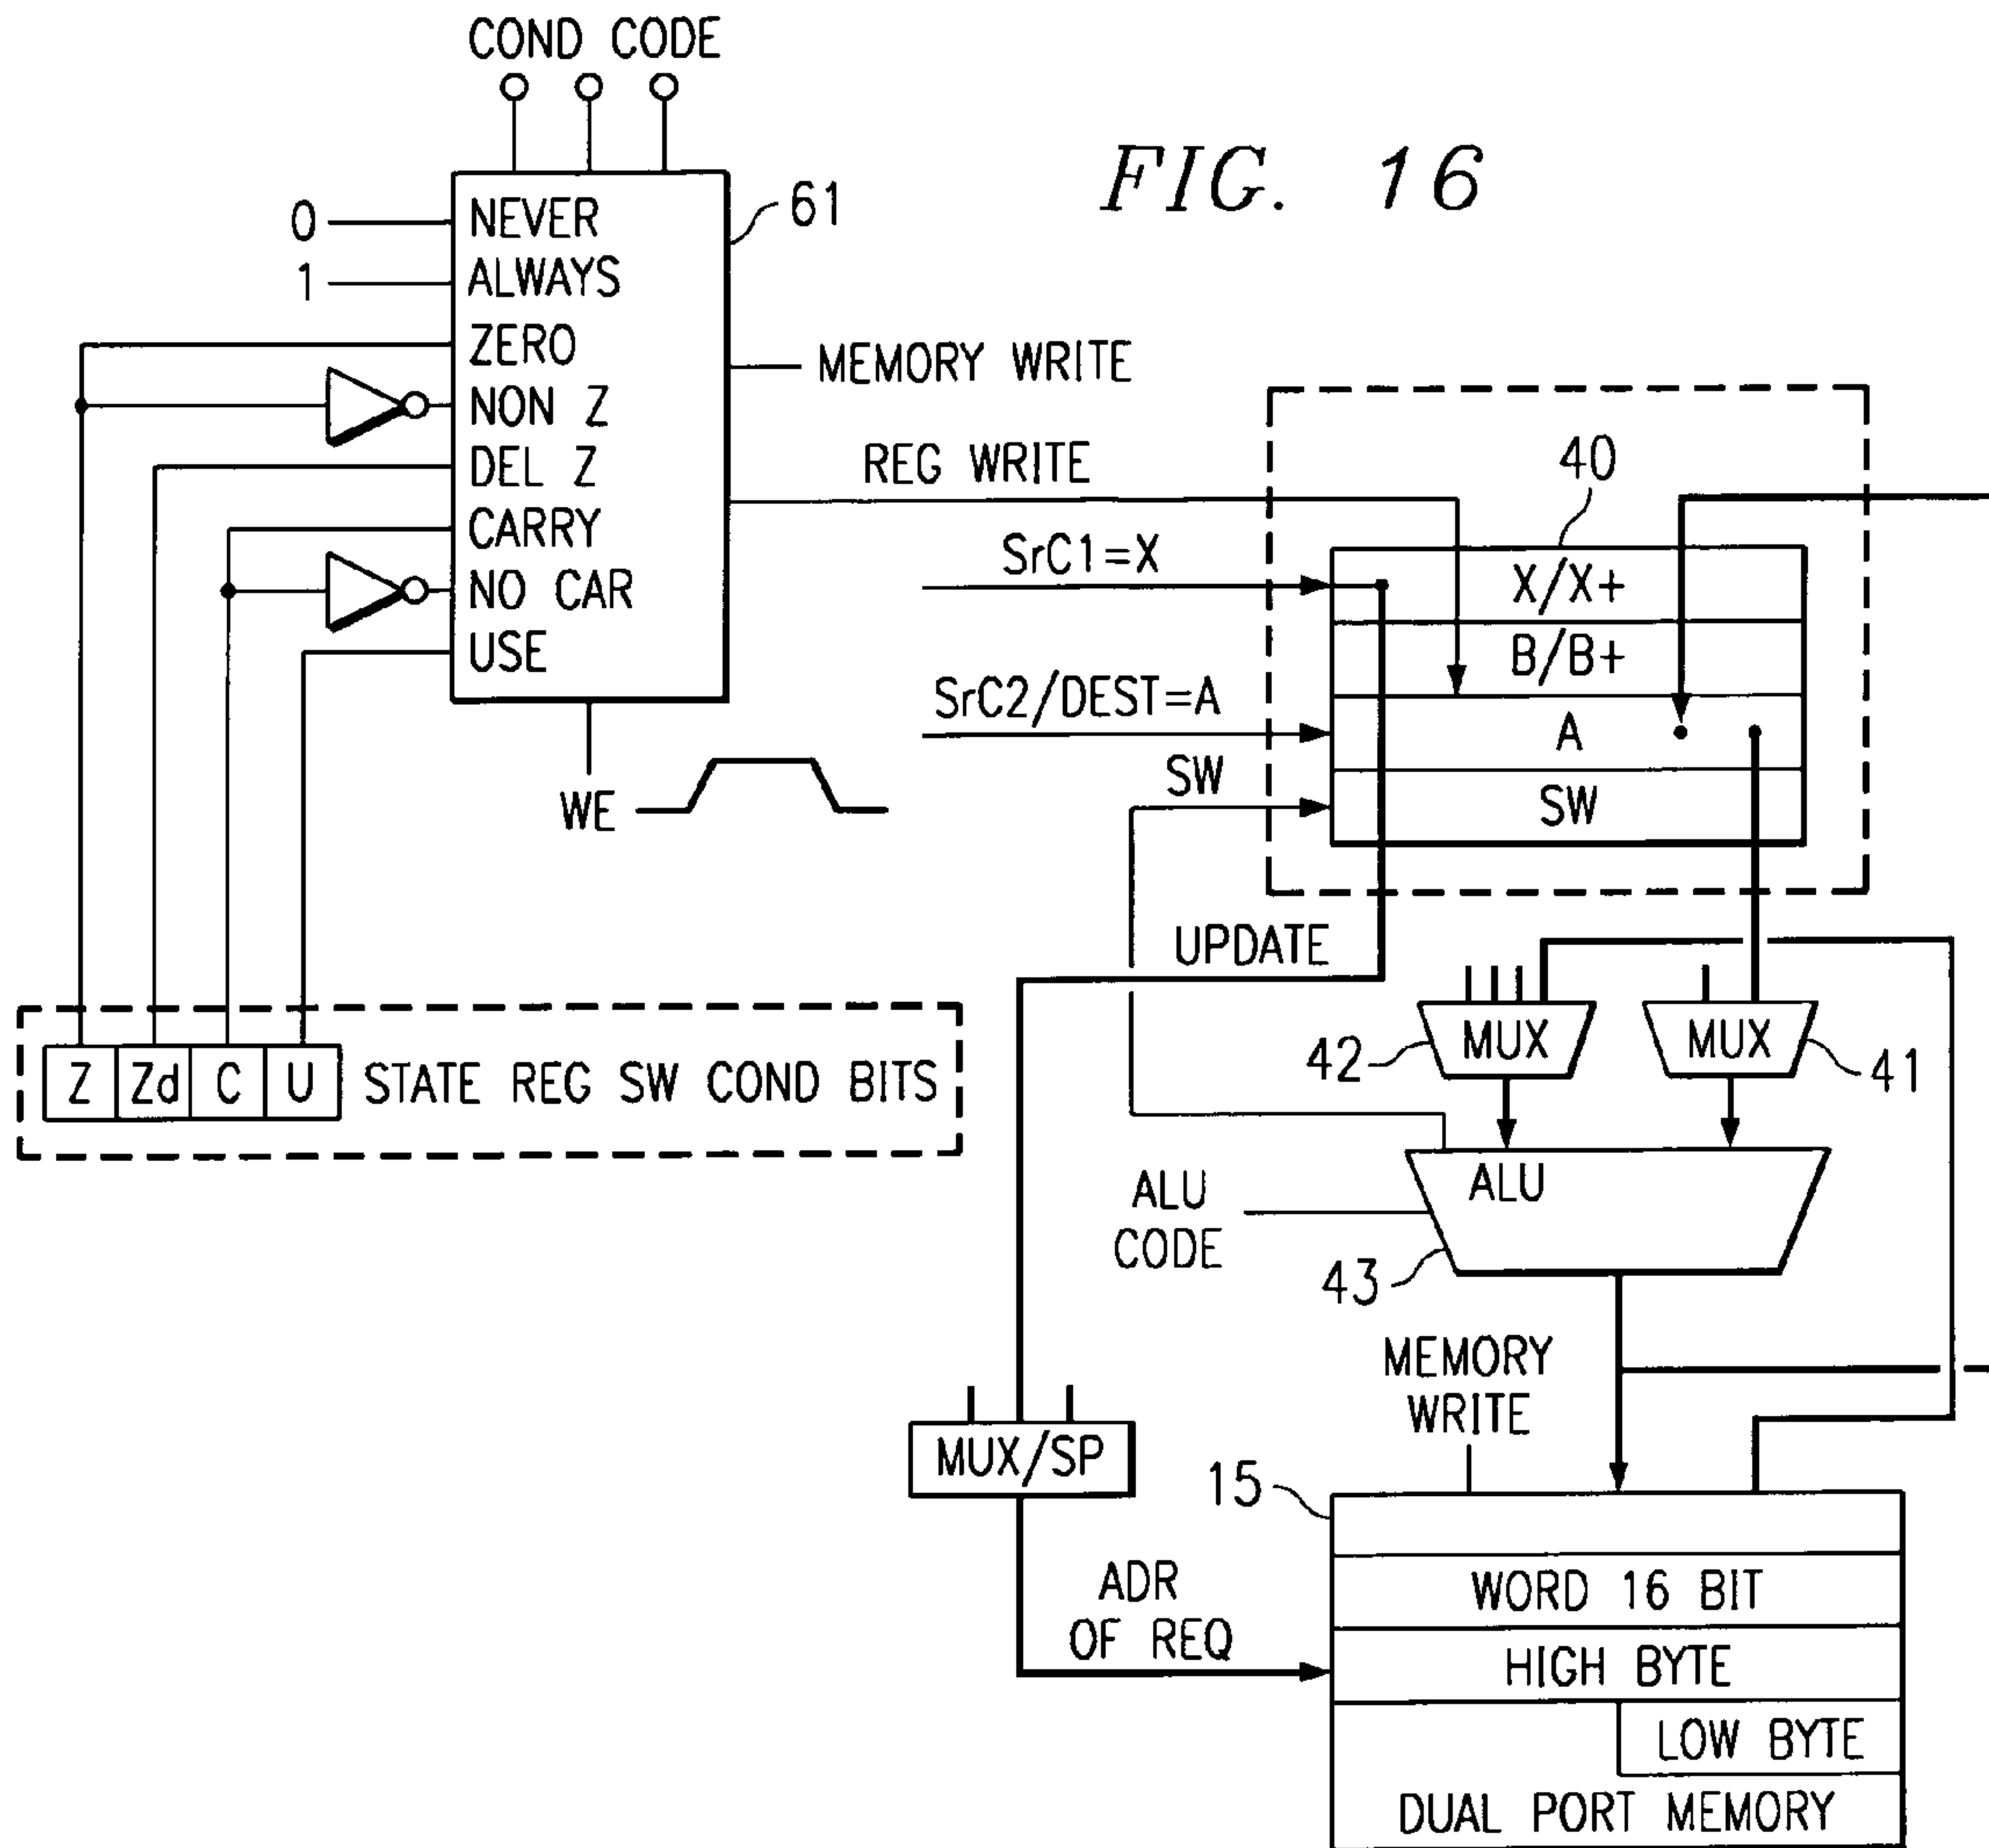 COND CODE
FIG. 16
61
0
NEVER
1
ALWAYS
ZERO
NON Z
DEL Z
CARRY
NO CAR
USE
MEMORY WRITE
REG WRITE
WE
40
SrC1=X
X/X+
B/B+
SrC2/DEST=A
A
SW
SW
UPDATE
Z Zd C U STATE REG SW COND BITS
42
MUX
MUX
41
ALU
ALU
CODE
43
MEMORY
WRITE
MUX/SP
15
ADR
OF REQ
WORD 16 BIT
HIGH BYTE
LOW BYTE
DUAL PORT MEMORY